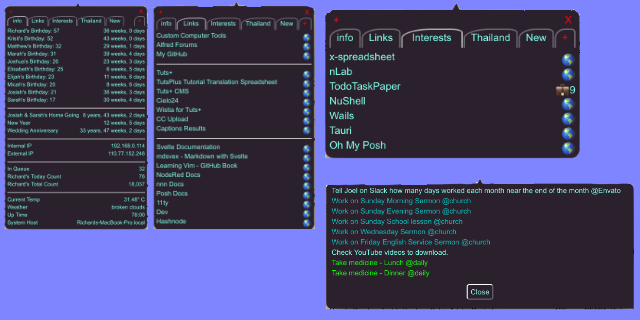 info Links Interests Thailand New +
Richard's Birthday: 57 36 weeks, 0 days
Kristi's Birthday: 52 43 weeks, 0 days
Matthew's Birthday: 32 29 weeks, 1 days
Marah's Birthday: 31 39 weeks, 3 days
Joshua's Birthday: 26 23 weeks, 3 days
Elisabeth's Birthday: 25 6 weeks, 5 days
Elijah's Birthday: 23 11 weeks, 6 days
Micah's Birthday: 20 8 weeks, 2 days
Josiah's Birthday: 24 5 weeks, 0 days
Sarah's Birthday: 17 30 weeks, 4 days
Josiah & Sarah's Home Going 8 years, 43 weeks, 2 days
New Year 12 weeks, 5 days
Wedding Anniversary 33 years, 47 weeks, 2 days
Internal IP 192.168.0.114
External IP 110.77.152.248
In Queue 32
Richard's Today Count 76
Richard's Total Count 18,037
Current Temp 31.48° C
Weather broken clouds
Up Time 76:00
System Host Richards-MacBook-Pro.local
info Links Interests Thailand New +
Custom Computer Tools
Alfred Forums
My GitHub
Tuts+
TutsPlus Tutorial Translation Spreadsheet
Tuts+ CMS
Cielo24
Wistia for Tuts+
CC Upload
Captions Results
Svelte Documentation
mdsvex - Markdown with Svelte
Learning Vim - GitHub Book
NodeRed Docs
nnn Docs
Posh Docs
11ty
Dev
Hashnode
+ X
info Links Interests Thailand New +
x-spreadsheet
nLab
TodoTaskPaper 9
NuShell
Wails
Tauri
Oh My Posh
Tell Joel on Slack how many days worked each month near the end of the month @Envato
Work on Sunday Morning Sermon @church
Work on Sunday Evening Sermon @church
Work on Sunday School lesson @church
Work on Wednesday Sermon @church
Work on Friday English Service Sermon @church
Check YouTube videos to download.
Take medicine - Lunch @daily
Take medicine - Dinner @daily
Close